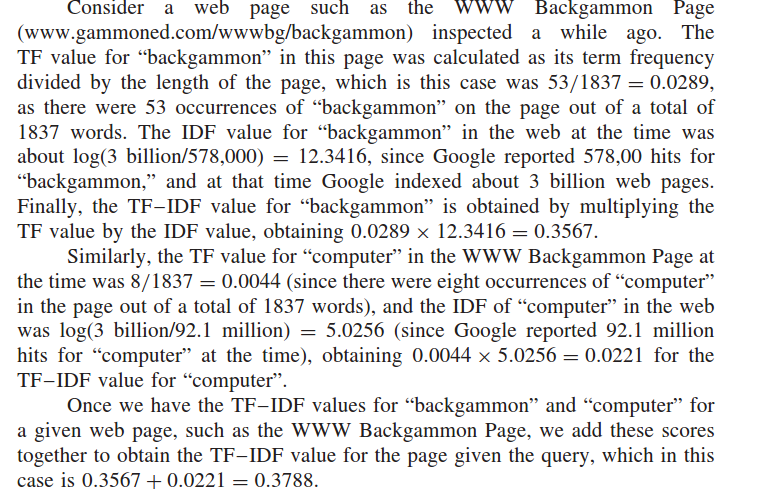 Consider a web page such as the WWW Backgammon Page
(www.gammoned.com/wwwbg/backgammon) inspected a while ago. The
TF value for “backgammon” in this page was calculated as its term frequency
divided by the length of the page, which is this case was 53/1837 = 0.0289,
as there were 53 occurrences of “backgammon” on the page out of a total of
1837 words. The IDF value for “backgammon” in the web at the time was
about log(3 billion/578,000) = 12.3416, since Google reported 578,00 hits for
“backgammon,” and at that time Google indexed about 3 billion web pages.
Finally, the TF–IDF value for “backgammon” is obtained by multiplying the
TF value by the IDF value, obtaining 0.0289 × 12.3416 = 0.3567.
Similarly, the TF value for “computer” in the WWW Backgammon Page at
the time was 8/1837 = 0.0044 (since there were eight occurrences of “computer”
in the page out of a total of 1837 words), and the IDF of “computer” in the web
was log(3 billion/92.1 million) = 5.0256 (since Google reported 92.1 million
hits for “computer” at the time), obtaining 0.0044 × 5.0256 = 0.0221 for the
TF–IDF value for “computer”.
Once we have the TF–IDF values for “backgammon” and “computer” for
a given web page, such as the WWW Backgammon Page, we add these scores
together to obtain the TF–IDF value for the page given the query, which in this
case is 0.3567 + 0.0221 = 0.3788.